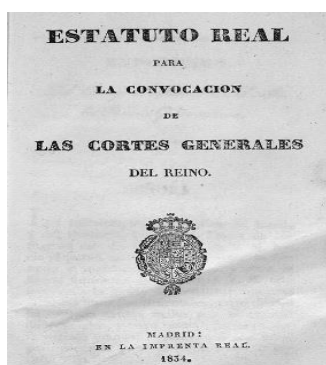 ESTATUTO REAL
PARA
LA CONVOCACION
DE
LAS CORTES GENERALES
DEL REINO.
MADRID:
EN LA IMPRENTA REAL.
1834.